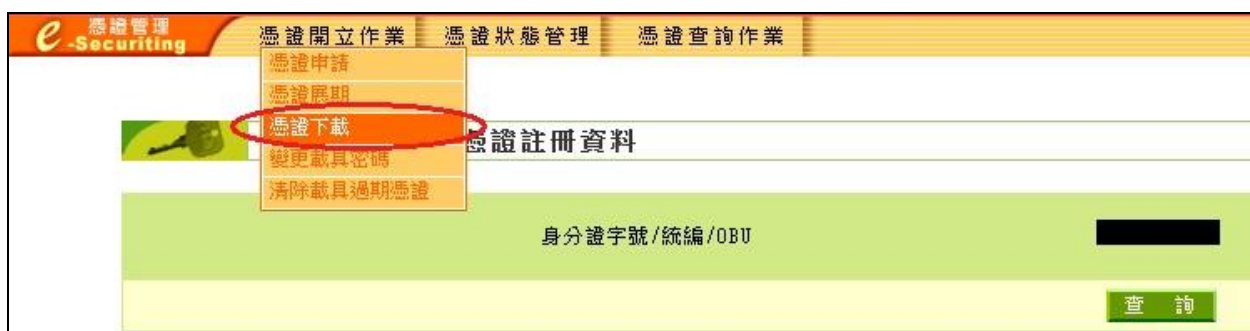 憑證管理
e-Securiting
憑證開立作業 憑證狀態管理 憑證查詢作業
憑證申請
憑證展期
憑證下載
憑證註冊資料
變更載具密碼
清除載具過期憑證
身分證字號/統編/OBU
查 詢